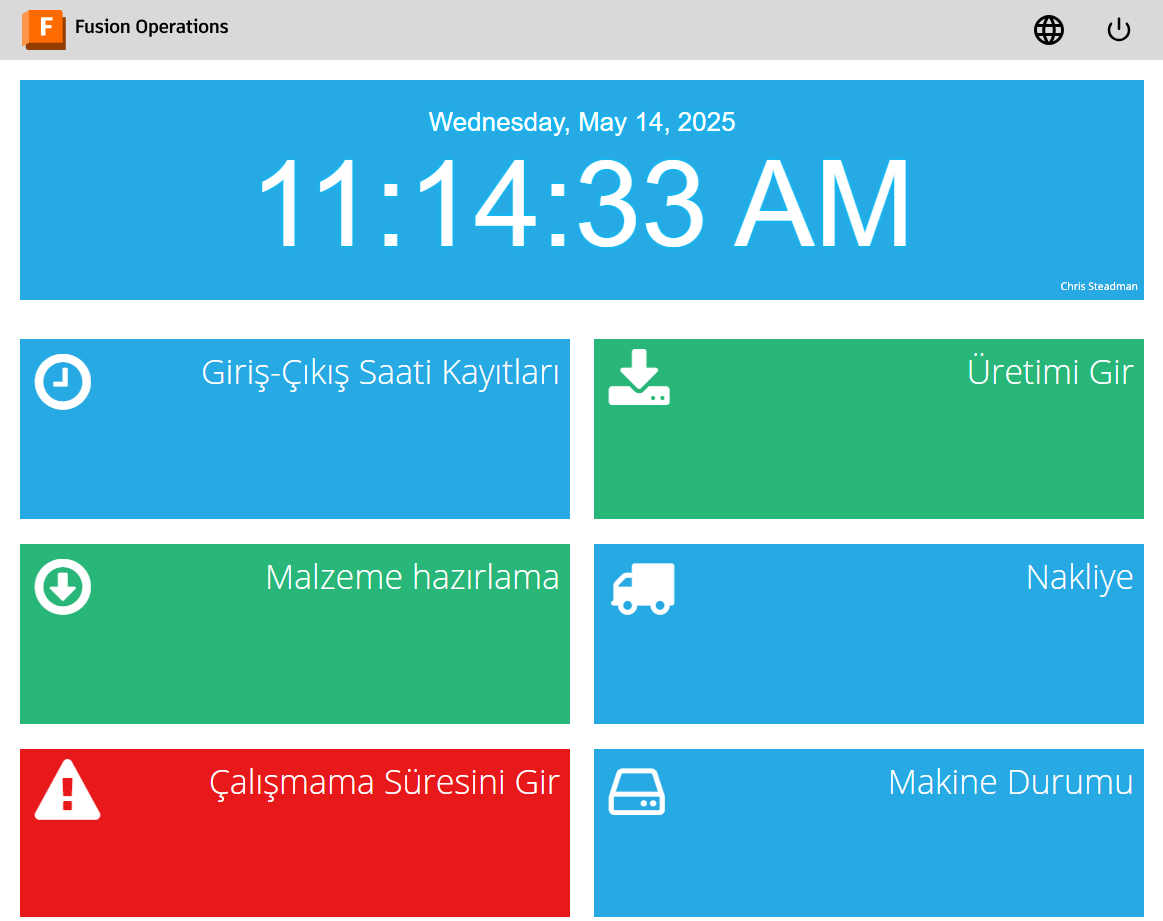 F Fusion Operations
Wednesday, May 14, 2025
11:14:33 AM
Chris Steadman
Giriş-Çıkış Saati Kayıtları
Üretimi Gir
Malzeme hazırlama
Nakliye
Çalışmama Süresini Gir
Makine Durumu